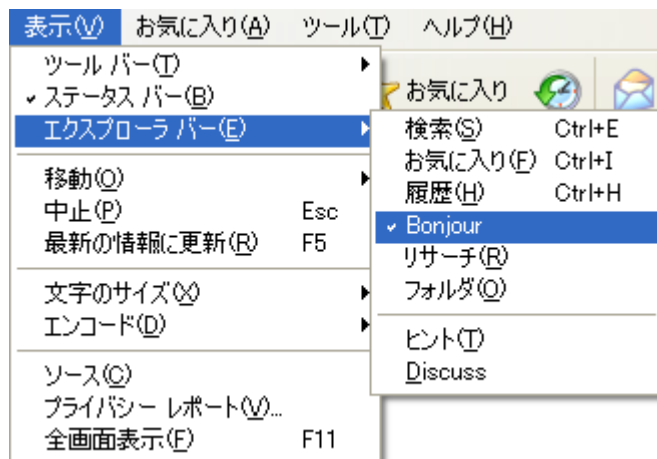 表示(V) お気に入り(A) ツール(T) ヘルプ(H)
お気に入り
ツール バー(T)
ステータス バー(B)
エクスプローラ バー(E)
移動(O)
中止(P) Esc
最新の情報に更新(R) F5
文字のサイズ(X)
エンコード(D)
ソース(C)
プライバシー レポート(V)...
全画面表示(F) F11
検索(S) Ctrl+E
お気に入り(F) Ctrl+I
履歴(H) Ctrl+H
Bonjour
リサーチ(R)
フォルダ(O)
ヒント(T)
Discuss